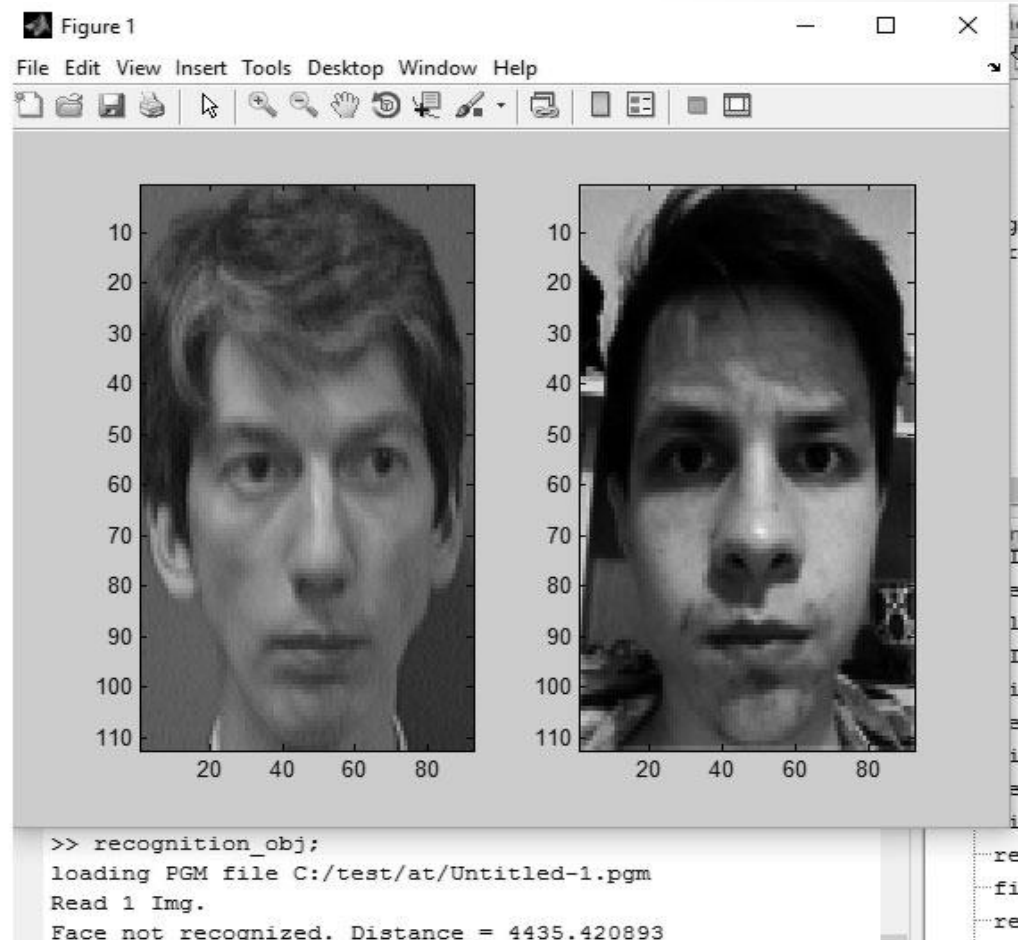 Figure 1
File Edit View Insert Tools Desktop Window Help
10
20
30
40
50
60
70
80
90
100
110
20 40 60 80
10
20
30
40
50
60
70
80
90
100
110
20 40 60 80
>> recognition_obj;
loading PGM file C:/test/at/Untitled-1.pgm
Read 1 Img.
Face not recognized. Distance = 4435.420893
re
fi
re